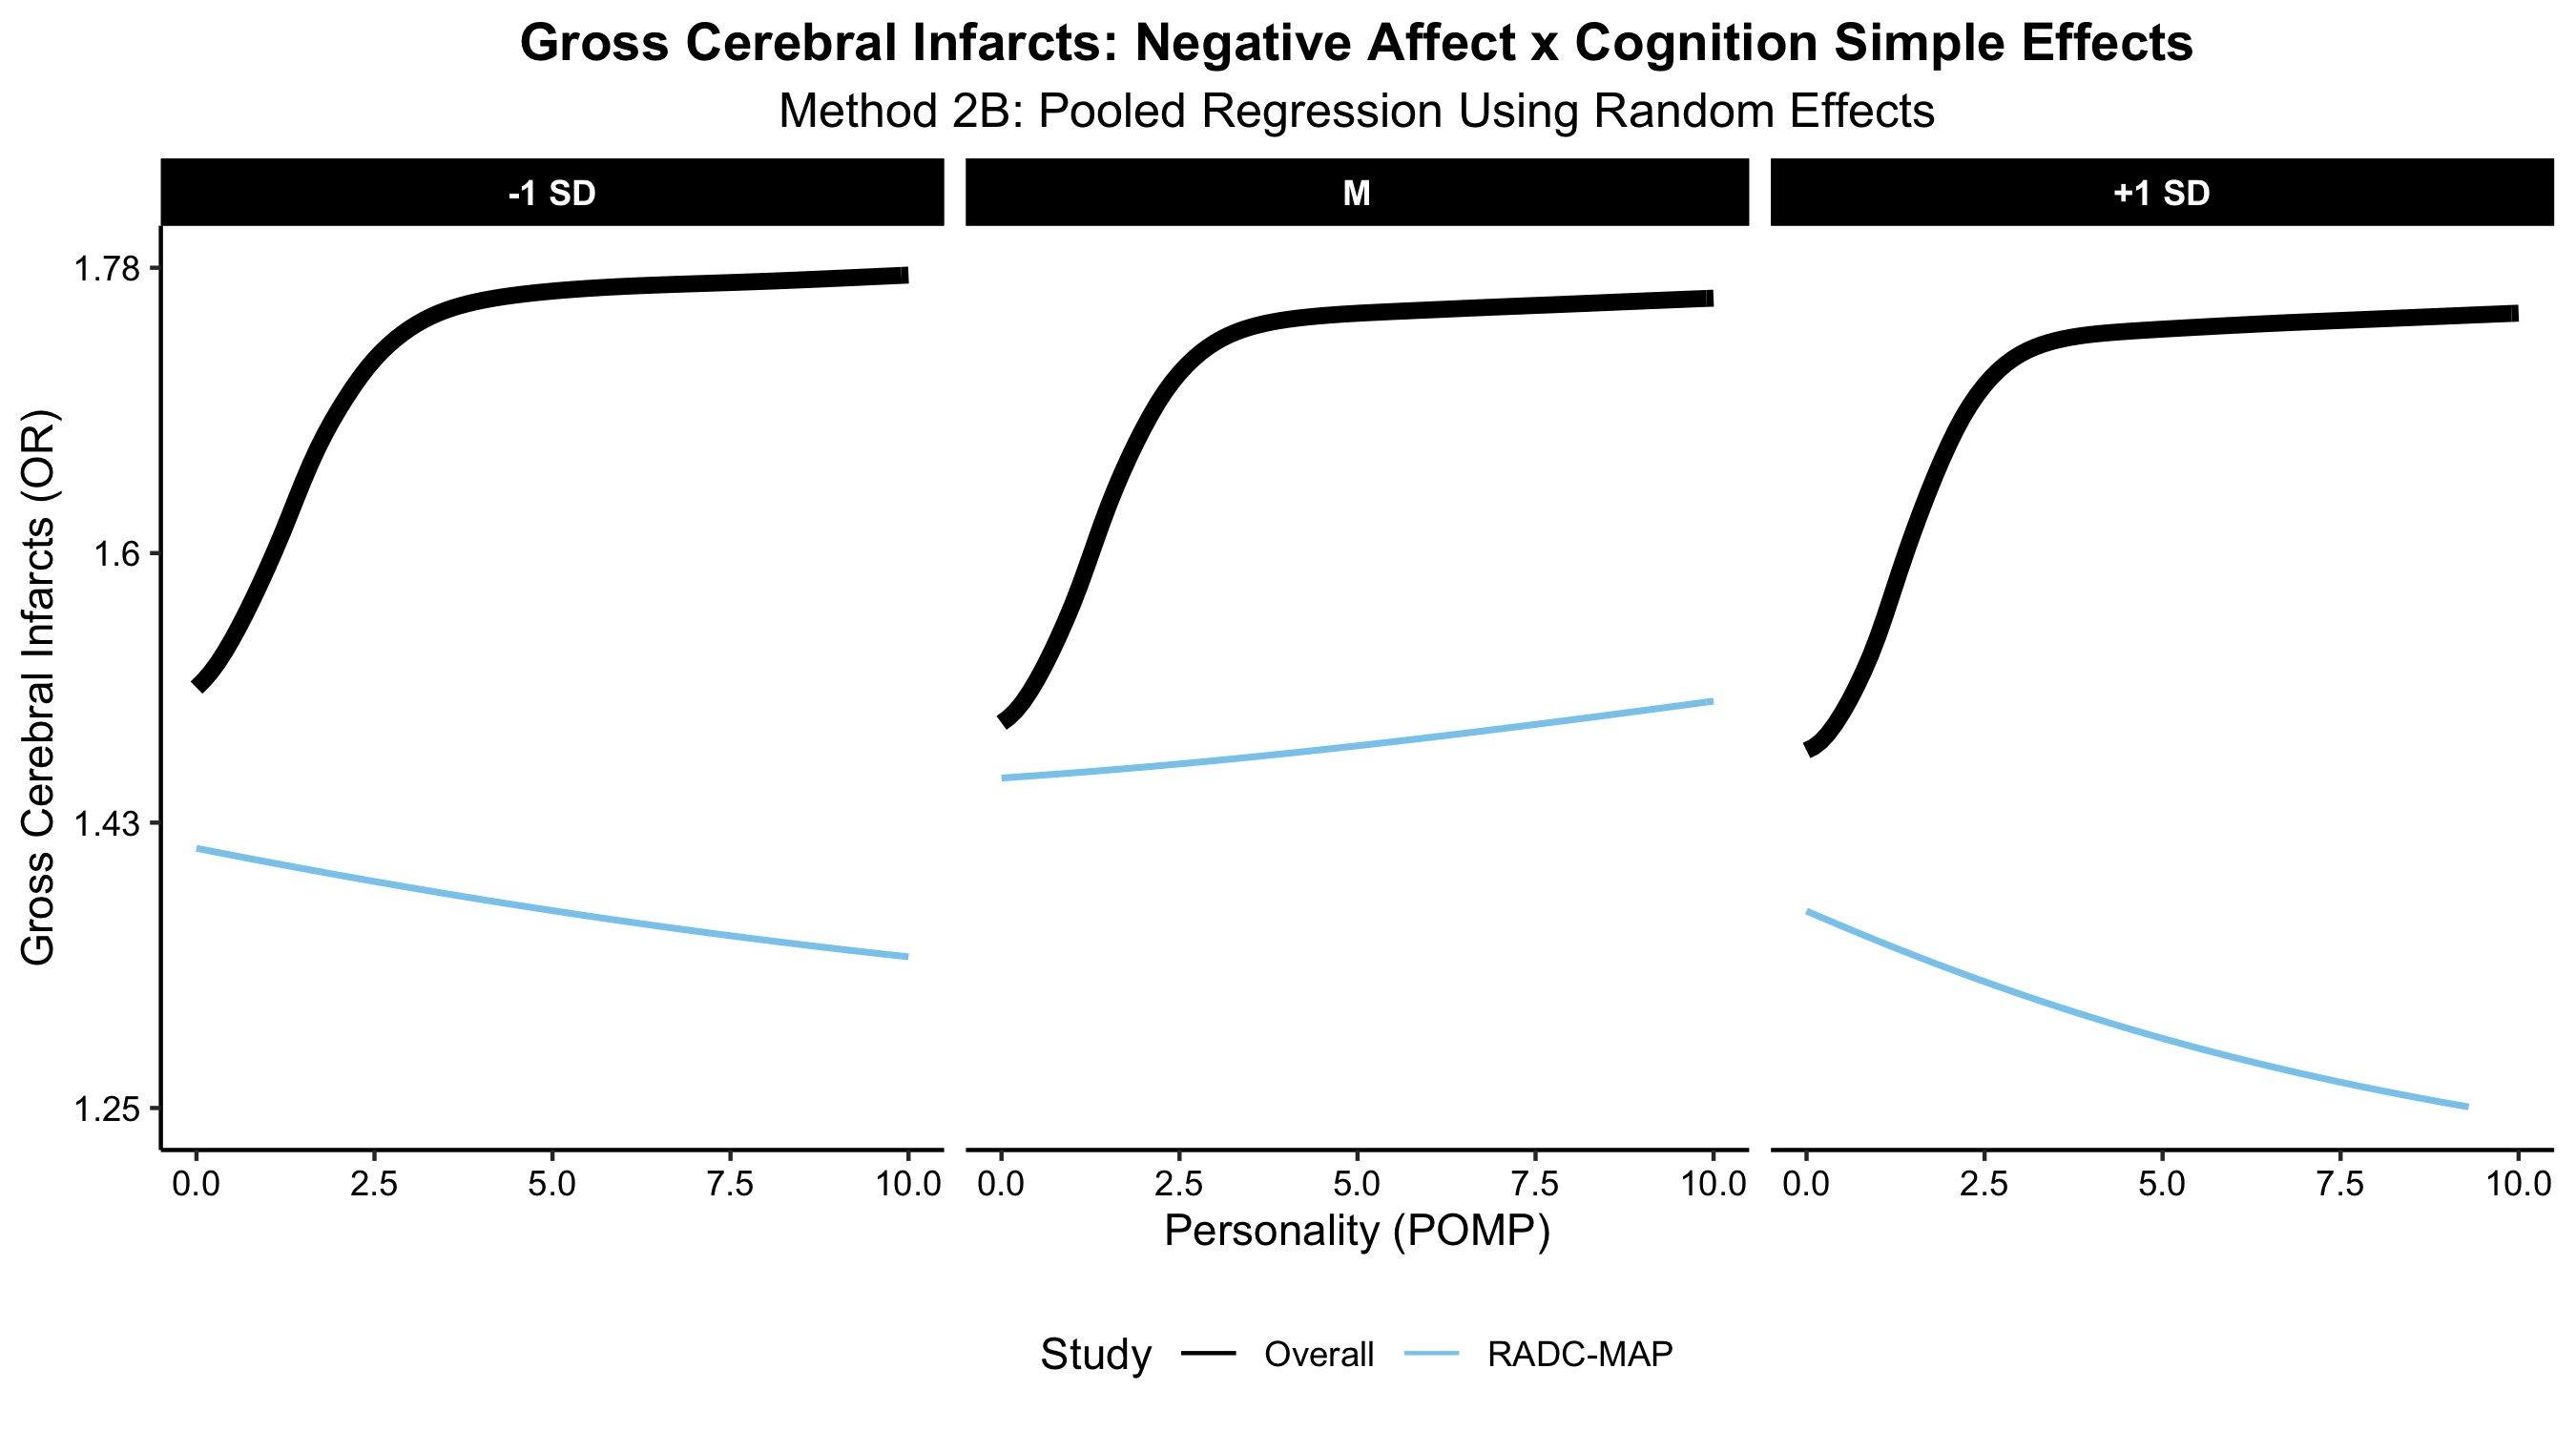 Gross Cerebral Infarcts: Negative Affect x Cognition Simple Effects
Method 2B: Pooled Regression Using Random Effects
-1 SD
M
+1 SD
Gross Cerebral Infarcts (OR)
1.78
1.6
1.43
1.25
0.0 2.5 5.0 7.5 10.0
0.0 2.5 5.0 7.5 10.0
0.0 2.5 5.0 7.5 10.0
Personality (POMP)
Study Overall RADC-MAP